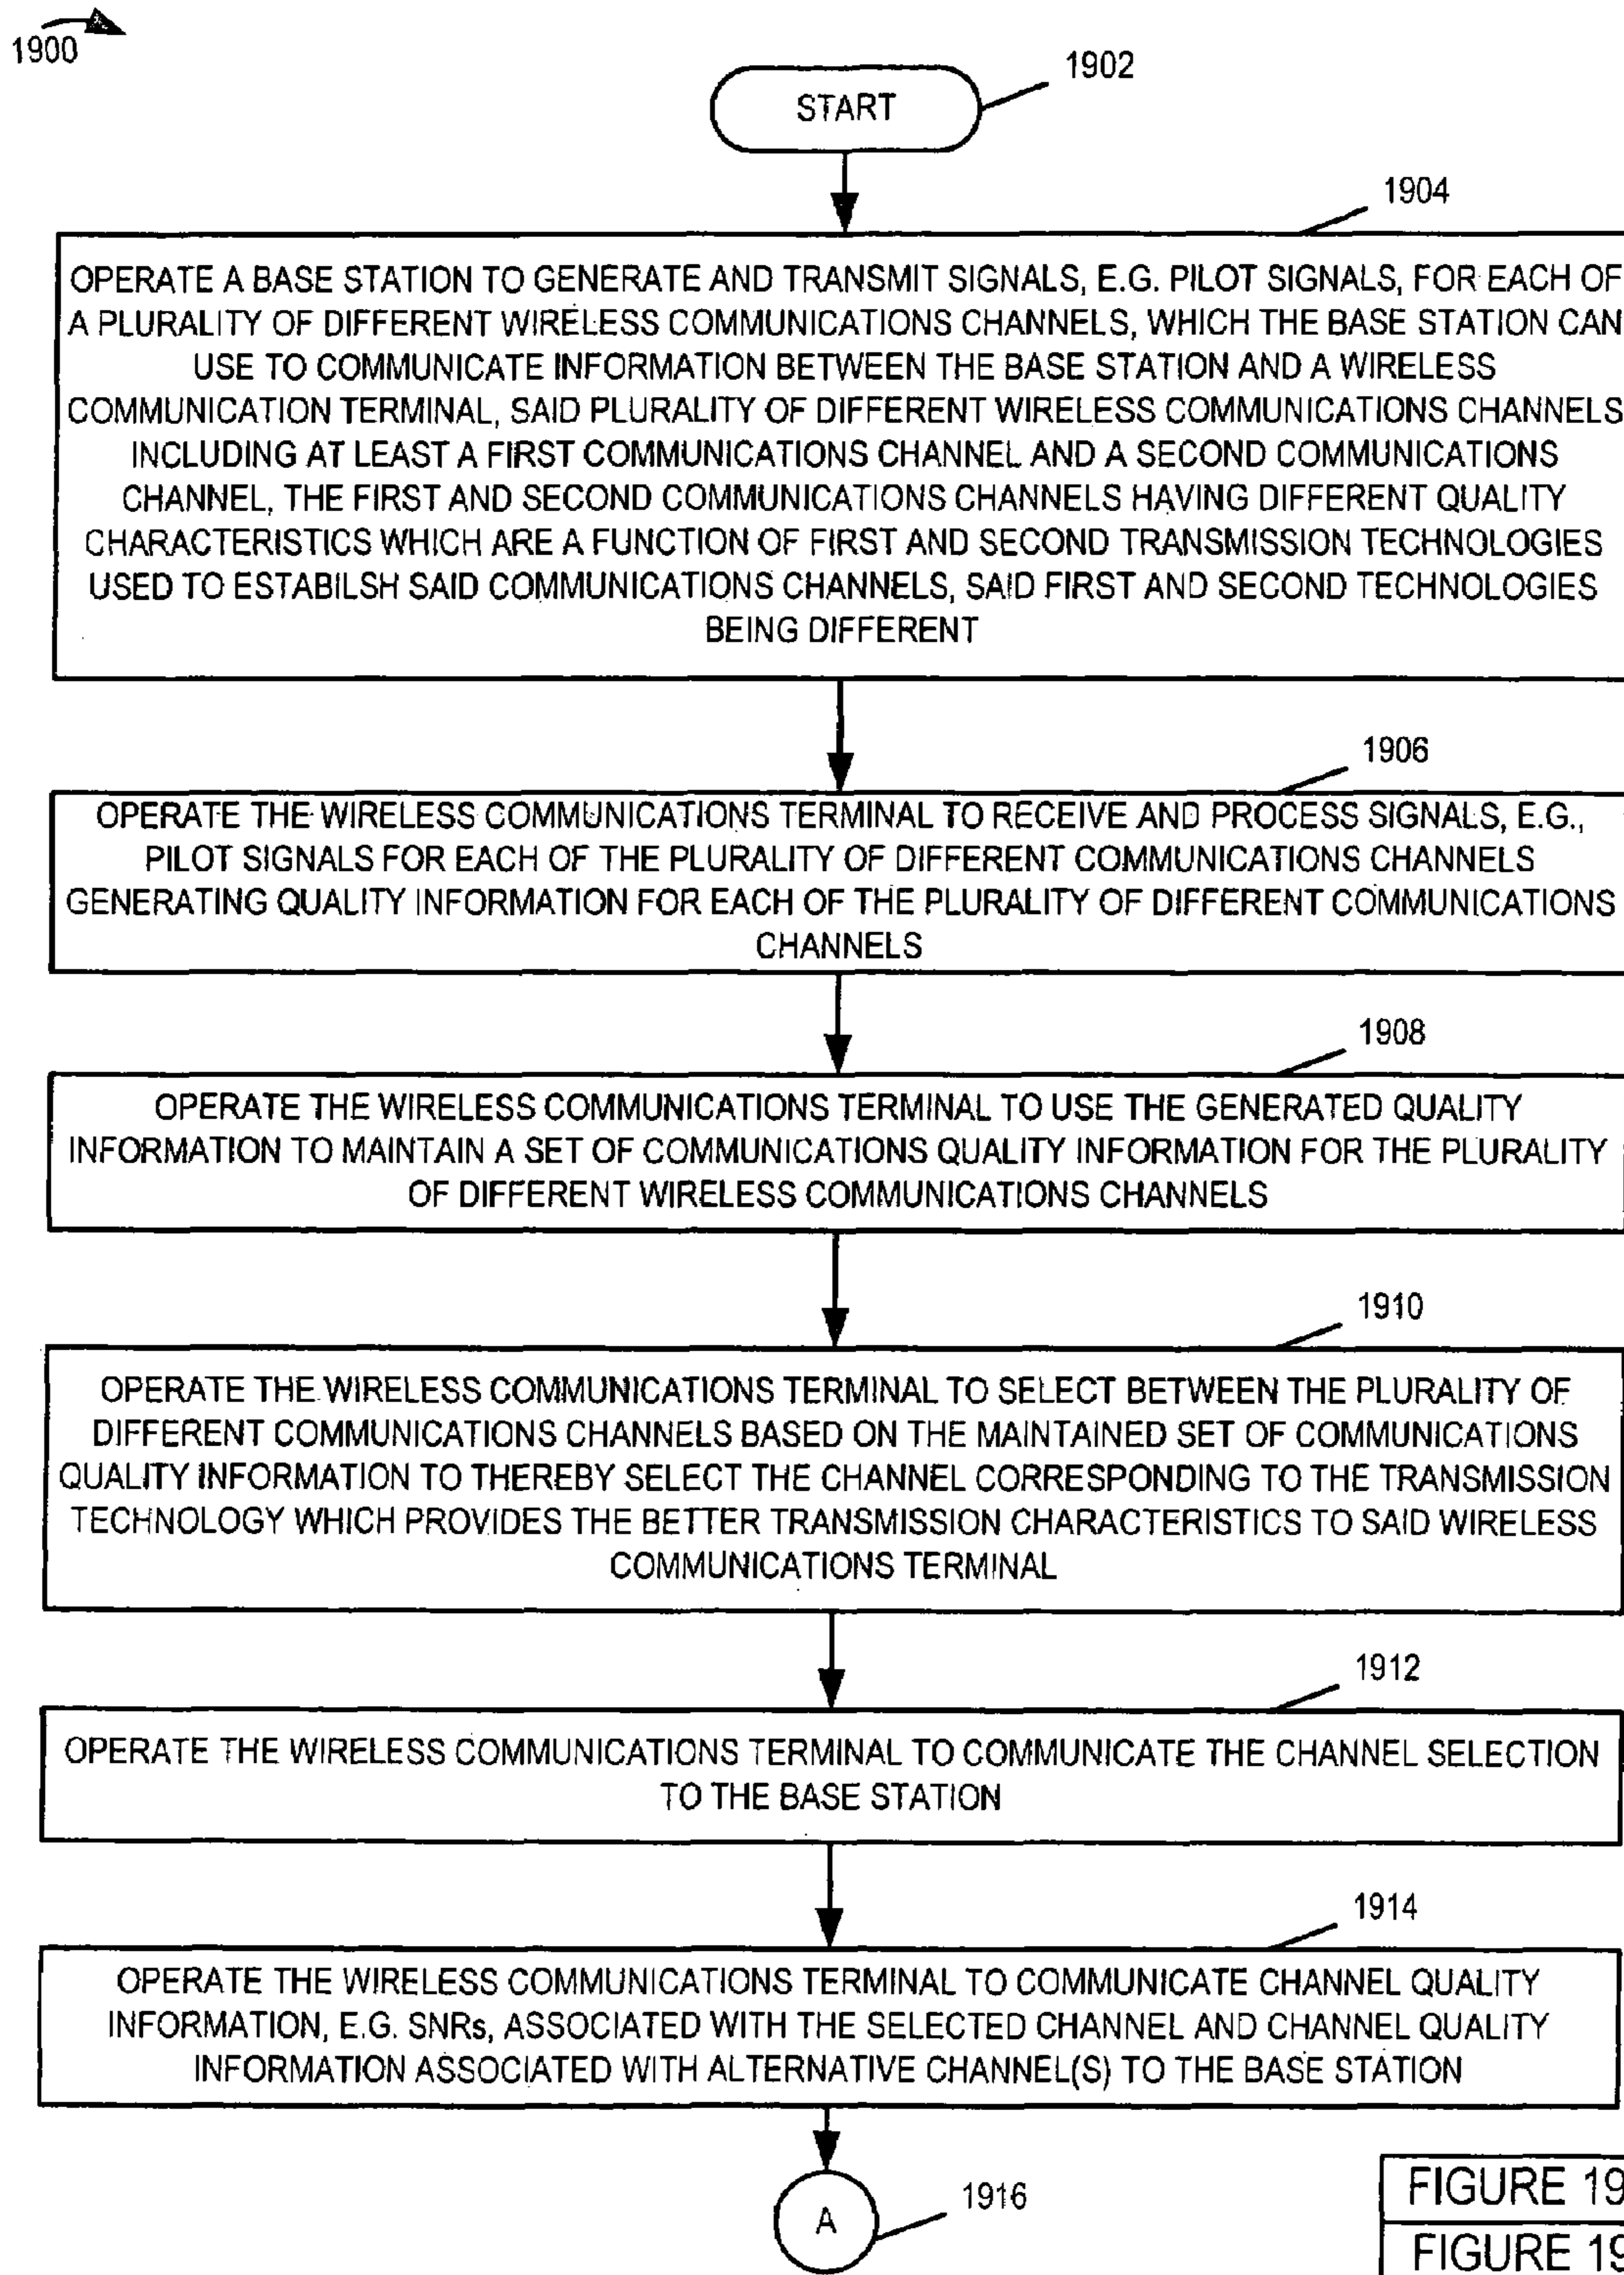 1900
1902
START
1904
OPERATE A BASE STATION TO GENERATE AND TRANSMIT SIGNALS, E.G. PILOT SIGNALS, FOR EACH OF
A PLURALITY OF DIFFERENT WIRELESS COMMUNICATIONS CHANNELS, WHICH THE BASE STATION CAN
USE TO COMMUNICATE INFORMATION BETWEEN THE BASE STATION AND A WIRELESS
COMMUNICATION TERMINAL, SAID PLURALITY OF DIFFERENT WIRELESS COMMUNICATIONS CHANNELS
INCLUDING AT LEAST A FIRST COMMUNICATIONS CHANNEL AND A SECOND COMMUNICATIONS
CHANNEL, THE FIRST AND SECOND COMMUNICATIONS CHANNELS HAVING DIFFERENT QUALITY
CHARACTERISTICS WHICH ARE A FUNCTION OF FIRST AND SECOND TRANSMISSION TECHNOLOGIES
USED TO ESTABILSH SAID COMMUNICATIONS CHANNELS, SAID FIRST AND SECOND TECHNOLOGIES
BEING DIFFERENT
1906
OPERATE THE WIRELESS COMMUNICATIONS TERMINAL TO RECEIVE AND PROCESS SIGNALS, E.G.,
PILOT SIGNALS FOR EACH OF THE PLURALITY OF DIFFERENT COMMUNICATIONS CHANNELS
GENERATING QUALITY INFORMATION FOR EACH OF THE PLURALITY OF DIFFERENT COMMUNICATIONS
CHANNELS
1908
OPERATE THE WIRELESS COMMUNICATIONS TERMINAL TO USE THE GENERATED QUALITY
INFORMATION TO MAINTAIN A SET OF COMMUNICATIONS QUALITY INFORMATION FOR THE PLURALITY
OF DIFFERENT WIRELESS COMMUNICATIONS CHANNELS
1910
OPERATE THE WIRELESS COMMUNICATIONS TERMINAL TO SELECT BETWEEN THE PLURALITY OF
DIFFERENT COMMUNICATIONS CHANNELS BASED ON THE MAINTAINED SET OF COMMUNICATIONS
QUALITY INFORMATION TO THEREBY SELECT THE CHANNEL CORRESPONDING TO THE TRANSMISSION
TECHNOLOGY WHICH PROVIDES THE BETTER TRANSMISSION CHARACTERISTICS TO SAID WIRELESS
COMMUNICATIONS TERMINAL
1912
OPERATE THE WIRELESS COMMUNICATIONS TERMINAL TO COMMUNICATE THE CHANNEL SELECTION
TO THE BASE STATION
1914
OPERATE THE WIRELESS COMMUNICATIONS TERMINAL TO COMMUNICATE CHANNEL QUALITY
INFORMATION, E.G. SNRs, ASSOCIATED WITH THE SELECTED CHANNEL AND CHANNEL QUALITY
INFORMATION ASSOCIATED WITH ALTERNATIVE CHANNEL(S) TO THE BASE STATION
A
1916
FIGURE 19
FIGURE 19